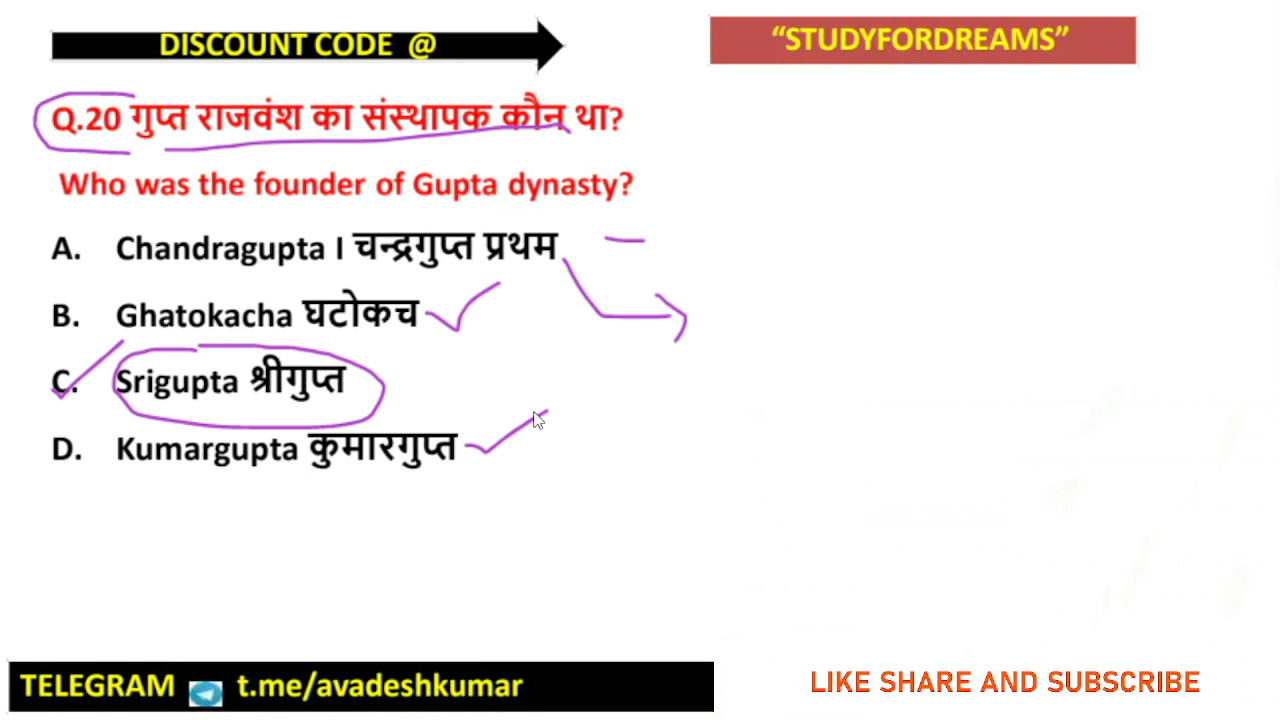 DISCOUNT CODE @
“STUDYFORDREAMS”
Q.20 गुप्त राजवंश का संस्थापक कौन था?
Who was the founder of Gupta dynasty?
A. Chandragupta I चन्द्रगुप्त प्रथम
B. Ghatokacha घटोकच
C. Srigupta श्रीगुप्त
D. Kumargupta कुमारगुप्त
TELEGRAM t.me/avadeshkumar
LIKE SHARE AND SUBSCRIBE